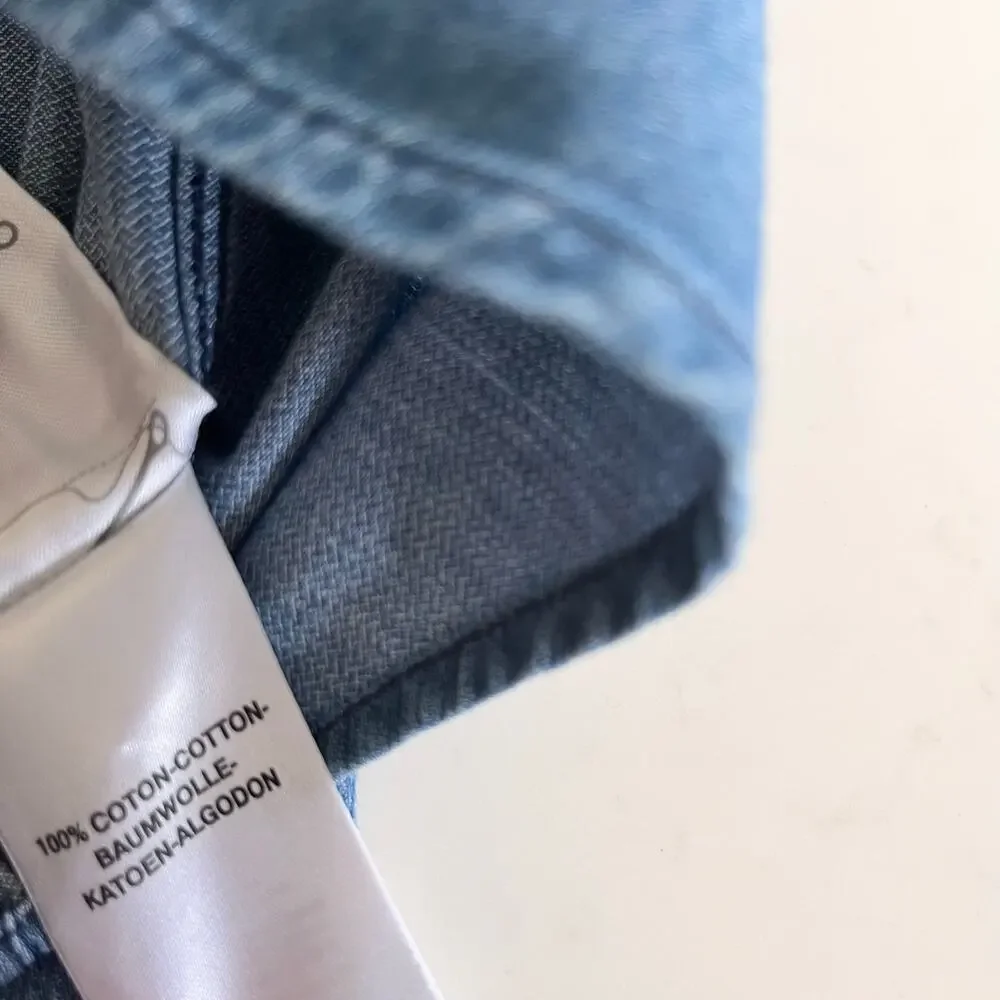 100% COTON-COTTON-
BAUMWOLLE-
KATOEN-ALGODON